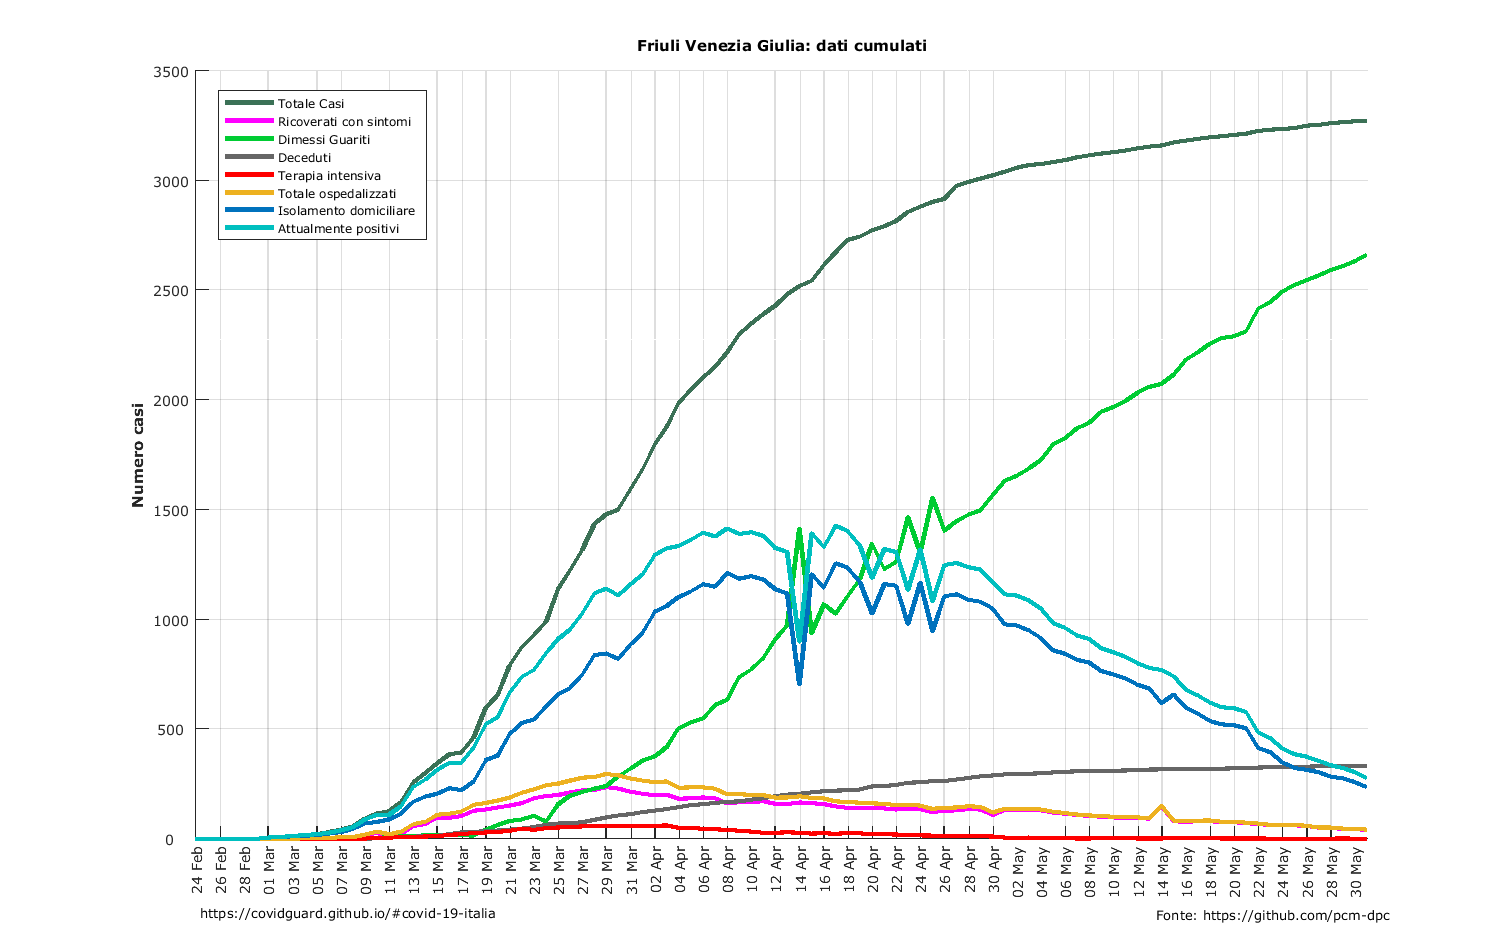 Friuli Venezia Giulia: dati cumulati
3500
3000
2500
2000
1500
1000
500
0
Numero casi
Totale Casi
Ricoverati con sintomi
Dimessi Guariti
Deceduti
Terapia intensiva
Totale ospedalizzati
Isolamento domiciliare
Attualmente positivi
24 Feb
26 Feb
28 Feb
01 Mar
03 Mar
05 Mar
07 Mar
09 Mar
11 Mar
13 Mar
15 Mar
17 Mar
19 Mar
21 Mar
23 Mar
25 Mar
27 Mar
29 Mar
31 Mar
02 Apr
04 Apr
06 Apr
08 Apr
10 Apr
12 Apr
14 Apr
16 Apr
18 Apr
20 Apr
22 Apr
24 Apr
26 Apr
28 Apr
30 Apr
02 May
04 May
06 May
08 May
10 May
12 May
14 May
16 May
18 May
20 May
22 May
24 May
26 May
28 May
30 May
https://covidguard.github.io/#covid-19-italia
Fonte: https://github.com/pcm-dpc